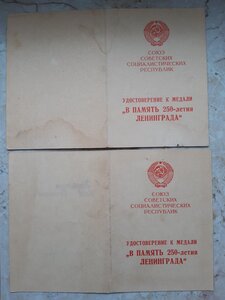 СОЮЗ
СОВЕТСКИХ
СОЦИАЛИСТИЧЕСКИХ
РЕСПУБЛИК
УДОСТОВЕРЕНИЕ К МЕДАЛИ
„В ПАМЯТЬ 250-летия
ЛЕНИНГРАДА“
СОЮЗ
СОВЕТСКИХ
СОЦИАЛИСТИЧЕСКИХ
РЕСПУБЛИК
УДОСТОВЕРЕНИЕ К МЕДАЛИ
„В ПАМЯТЬ 250-летия
ЛЕНИНГРАДА“